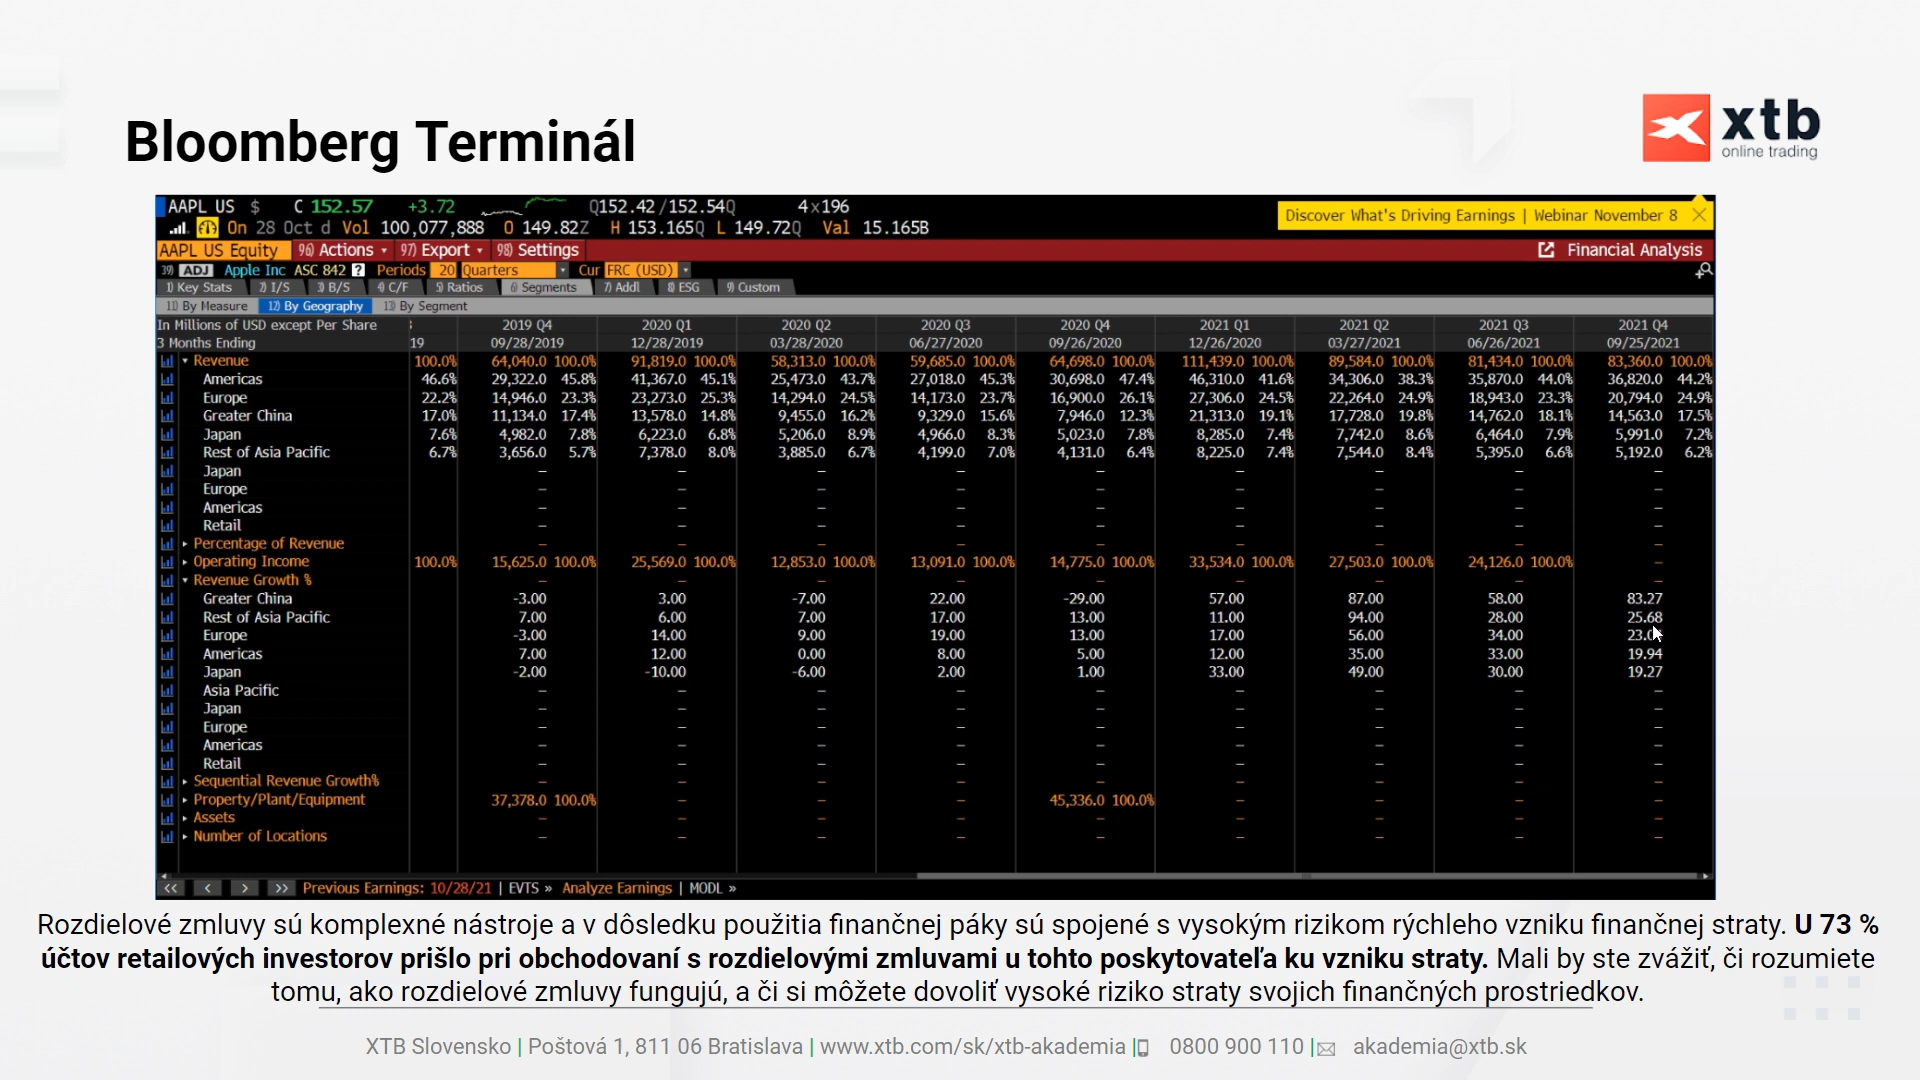 Bloomberg Terminál
xtb
online trading
AAPL US $ C 152.57 +3.72 Q152.42/152.54Q 4x196
On 28 Oct d Vol 100,077,888 O 149.82Z H 153.165Q L 149.72Q Val 15.165B
Discover What's Driving Earnings | Webinar November 8
AAPL US Equity 96) Actions 97) Export 98) Settings Financial Analysis
39) ADJ Apple Inc ASC 842 ? Periods 20 Quarters Cur FRC (USD)
1) Key Stats 2) I/S 3) B/S 4) C/F 5) Ratios 6) Segments 7) Addl 8) ESG 9) Custom
11) By Measure 12) By Geography 13) By Segment
In Millions of USD except Per Share 2019 Q4 2020 Q1 2020 Q2 2020 Q3 2020 Q4 2021 Q1 2021 Q2 2021 Q3 2021 Q4
3 Months Ending 19 09/28/2019 12/28/2019 03/28/2020 06/27/2020 09/26/2020 12/26/2020 03/27/2021 06/26/2021 09/25/2021
Revenue 100.0% 64,040.0 100.0% 91,819.0 100.0% 58,313.0 100.0% 59,685.0 100.0% 64,698.0 100.0% 111,439.0 100.0% 89,584.0 100.0% 81,434.0 100.0% 83,360.0 100.0%
Americas 46.6% 29,322.0 45.8% 41,367.0 45.1% 25,473.0 43.7% 27,018.0 45.3% 30,698.0 47.4% 46,310.0 41.6% 34,306.0 38.3% 35,870.0 44.0% 36,820.0 44.2%
Europe 22.2% 14,946.0 23.3% 23,273.0 25.3% 14,294.0 24.5% 14,173.0 23.7% 16,900.0 26.1% 27,306.0 24.5% 22,264.0 24.9% 18,943.0 23.3% 20,794.0 24.9%
Greater China 17.0% 11,134.0 17.4% 13,578.0 14.8% 9,455.0 16.2% 9,329.0 15.6% 7,946.0 12.3% 21,313.0 19.1% 17,728.0 19.8% 14,762.0 18.1% 14,563.0 17.5%
Japan 7.6% 4,982.0 7.8% 6,223.0 6.8% 5,206.0 8.9% 4,966.0 8.3% 5,023.0 7.8% 8,285.0 7.4% 7,742.0 8.6% 6,464.0 7.9% 5,991.0 7.2%
Rest of Asia Pacific 6.7% 3,656.0 5.7% 7,378.0 8.0% 3,885.0 6.7% 4,199.0 7.0% 4,131.0 6.4% 8,225.0 7.4% 7,544.0 8.4% 5,395.0 6.6% 5,192.0 6.2%
Japan – – – – – – – – –
Europe – – – – – – – – –
Americas – – – – – – – – –
Retail – – – – – – – – –
Percentage of Revenue – – – – – – – – –
Operating Income 100.0% 15,625.0 100.0% 25,569.0 100.0% 12,853.0 100.0% 13,091.0 100.0% 14,775.0 100.0% 33,534.0 100.0% 27,503.0 100.0% 24,126.0 100.0% –
Revenue Growth % – – – – – – – – –
Greater China -3.00 3.00 -7.00 22.00 -29.00 57.00 87.00 58.00 83.27
Rest of Asia Pacific 7.00 6.00 7.00 17.00 13.00 11.00 94.00 28.00 25.68
Europe -3.00 14.00 9.00 19.00 13.00 17.00 56.00 34.00
Americas 7.00 12.00 0.00 8.00 5.00 12.00 35.00 33.00 19.94
Japan -2.00 -10.00 -6.00 2.00 1.00 33.00 49.00 30.00 19.27
Asia Pacific – – – – – – – – –
Japan – – – – – – – – –
Europe – – – – – – – – –
Americas – – – – – – – – –
Retail – – – – – – – – –
Sequential Revenue Growth% – – – – – – – – –
Property/Plant/Equipment 37,378.0 100.0% – – – 45,336.0 100.0% – – – –
Assets – – – – – – – – –
Number of Locations – – – – – – – – –
<< < > >> Previous Earnings: 10/28/21 | EVTS » Analyze Earnings | MODL »
Rozdielové zmluvy sú komplexné nástroje a v dôsledku použitia finančnej páky sú spojené s vysokým rizikom rýchleho vzniku finančnej straty. U 73 %
účtov retailových investorov prišlo pri obchodovaní s rozdielovými zmluvami u tohto poskytovateľa ku vzniku straty. Mali by ste zvážiť, či rozumiete
tomu, ako rozdielové zmluvy fungujú, a či si môžete dovoliť vysoké riziko straty svojich finančných prostriedkov.
XTB Slovensko | Poštová 1, 811 06 Bratislava | www.xtb.com/sk/xtb-akademia | 0800 900 110 | akademia@xtb.sk